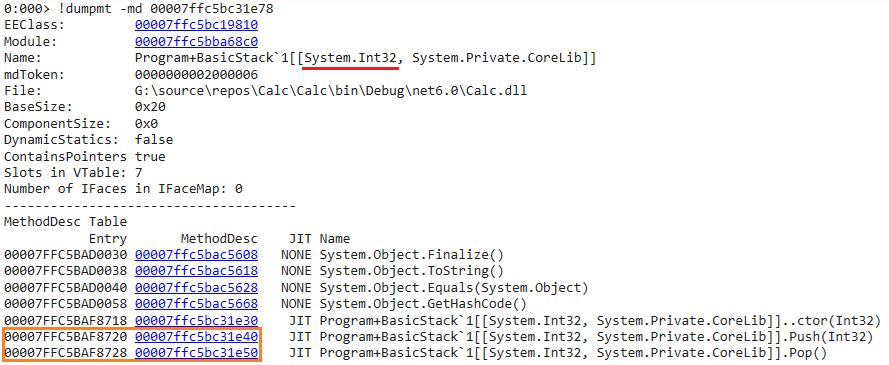 0:000> !dumpmt -md 00007ffc5bc31e78
EEClass:         00007ffc5bc19810
Module:          00007ffc5bba68c0
Name:            Program+BasicStack`1[[System.Int32, System.Private.CoreLib]]
mdToken:         0000000002000006
File:            G:\source\repos\Calc\Calc\bin\Debug\net6.0\Calc.dll
BaseSize:        0x20
ComponentSize:   0x0
DynamicStatics:  false
ContainsPointers true
Slots in VTable: 7
Number of IFaces in IFaceMap: 0
--------------------------------------
MethodDesc Table
           Entry       MethodDesc    JIT Name
00007FFC5BAD0030 00007ffc5bac5608   NONE System.Object.Finalize()
00007FFC5BAD0038 00007ffc5bac5618   NONE System.Object.ToString()
00007FFC5BAD0040 00007ffc5bac5628   NONE System.Object.Equals(System.Object)
00007FFC5BAD0058 00007ffc5bac5668   NONE System.Object.GetHashCode()
00007FFC5BAF8718 00007ffc5bc31e30    JIT Program+BasicStack`1[[System.Int32, System.Private.CoreLib]]..ctor(Int32)
00007FFC5BAF8720 00007ffc5bc31e40    JIT Program+BasicStack`1[[System.Int32, System.Private.CoreLib]].Push(Int32)
00007FFC5BAF8728 00007ffc5bc31e50    JIT Program+BasicStack`1[[System.Int32, System.Private.CoreLib]].Pop()